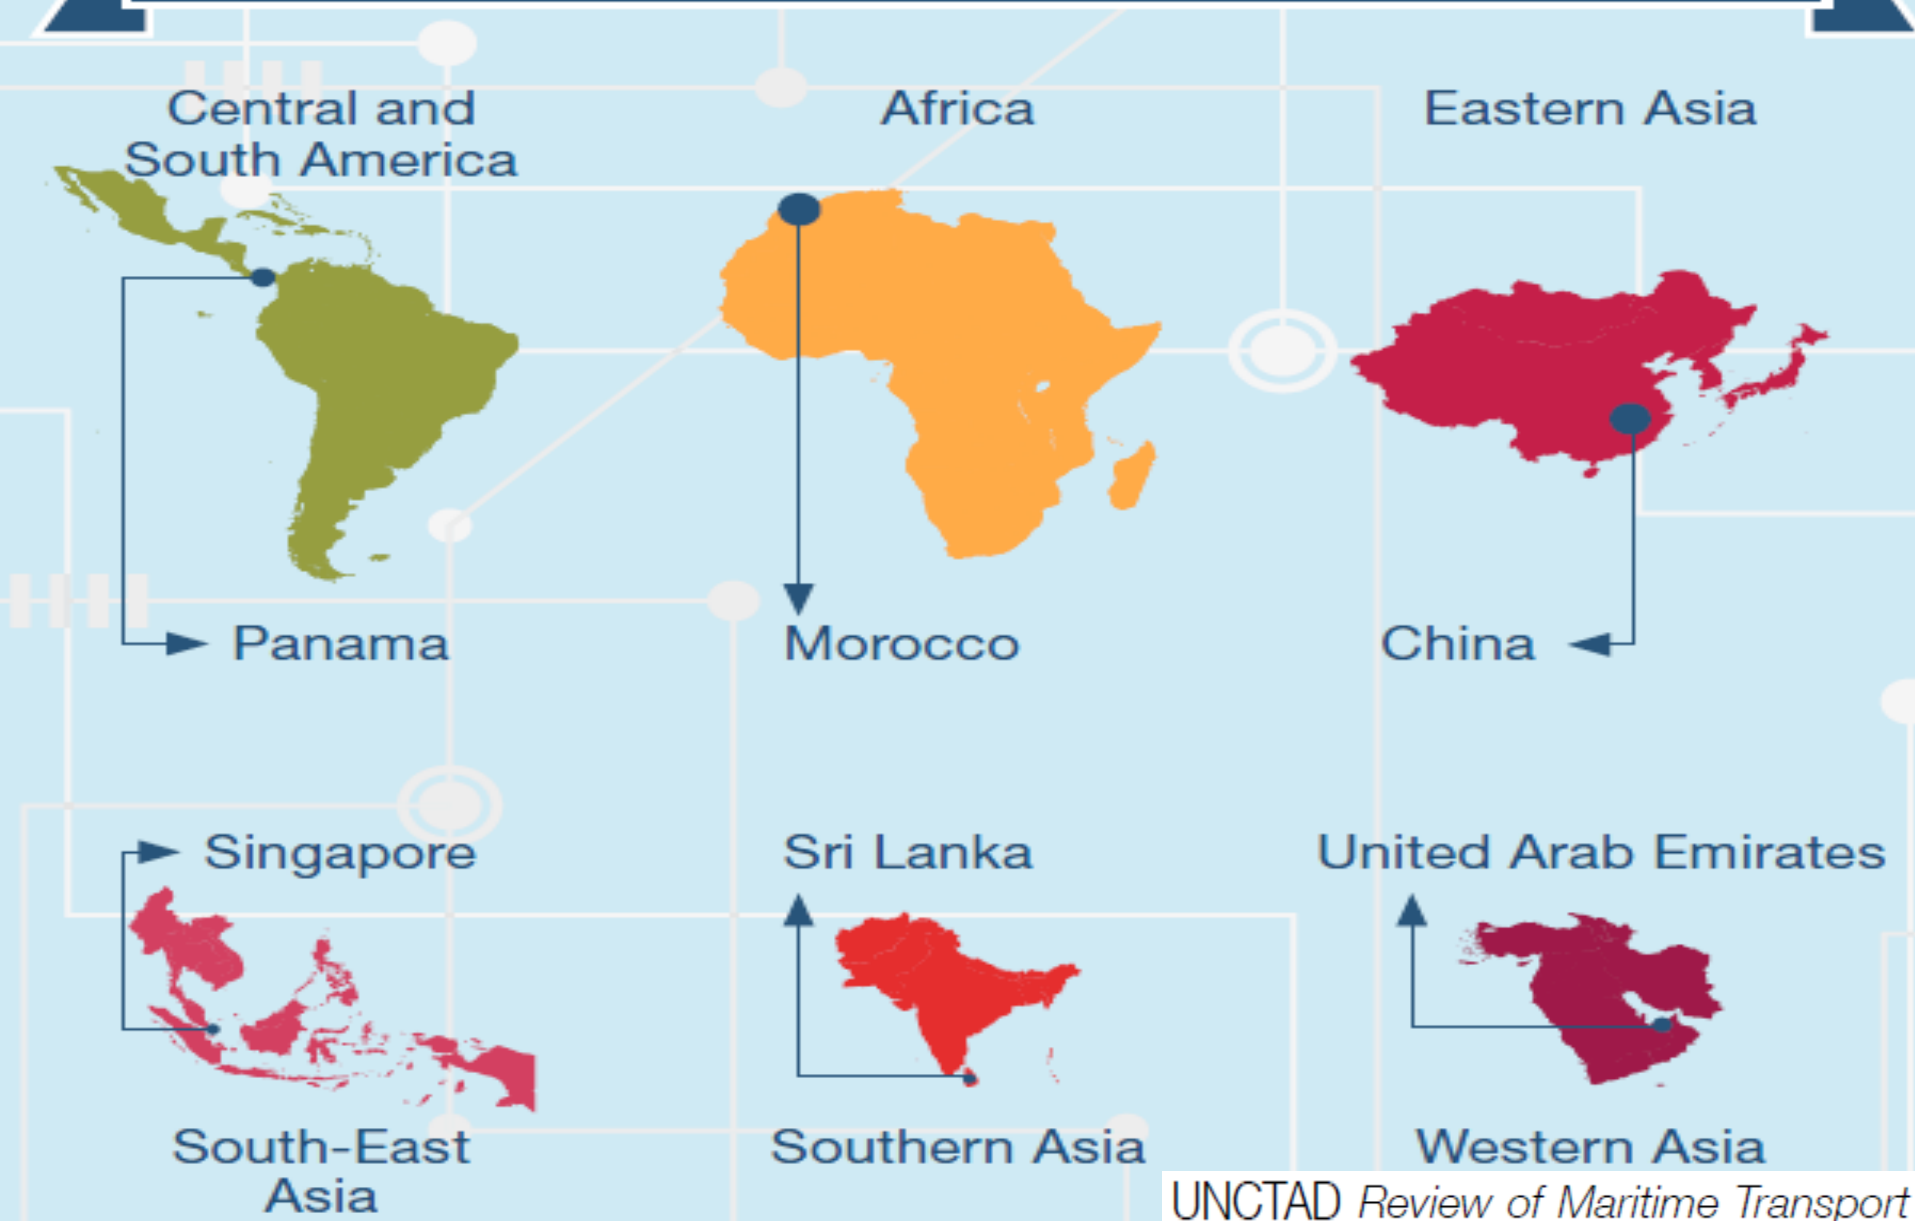 Central and
South America
Africa
Eastern Asia
Panama
Morocco
China
Singapore
Sri Lanka
United Arab Emirates
South-East
Asia
Southern Asia
Western Asia
UNCTAD Review of Maritime Transport